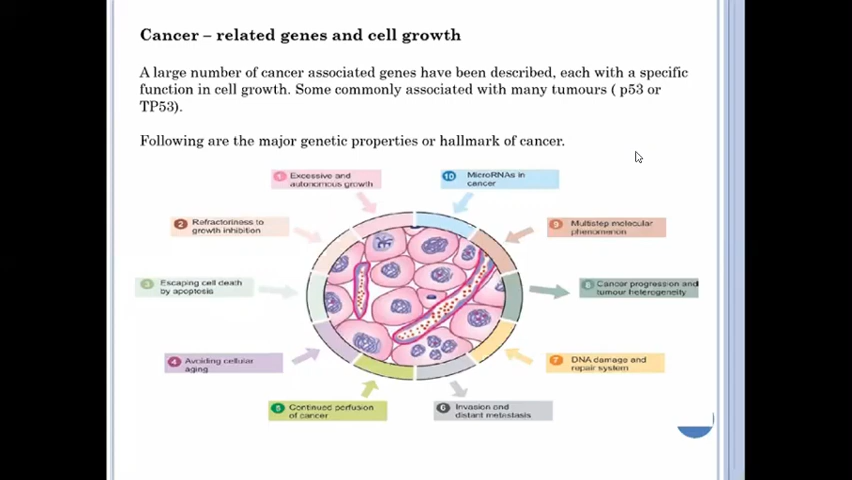 Cancer – related genes and cell growth
A large number of cancer associated genes have been described, each with a specific
function in cell growth. Some commonly associated with many tumours ( p53 or
TP53).
Following are the major genetic properties or hallmark of cancer.
1 Excessive and
autonomous growth
10 MicroRNAs in
cancer
2 Refractoriness to
growth inhibition
9 Multistep molecular
phenomenon
3 Escaping cell death
by apoptosis
8 Cancer progression and
tumour heterogeneity
4 Avoiding cellular
aging
7 DNA damage and
repair system
5 Continued perfusion
of cancer
6 Invasion and
distant metastasis